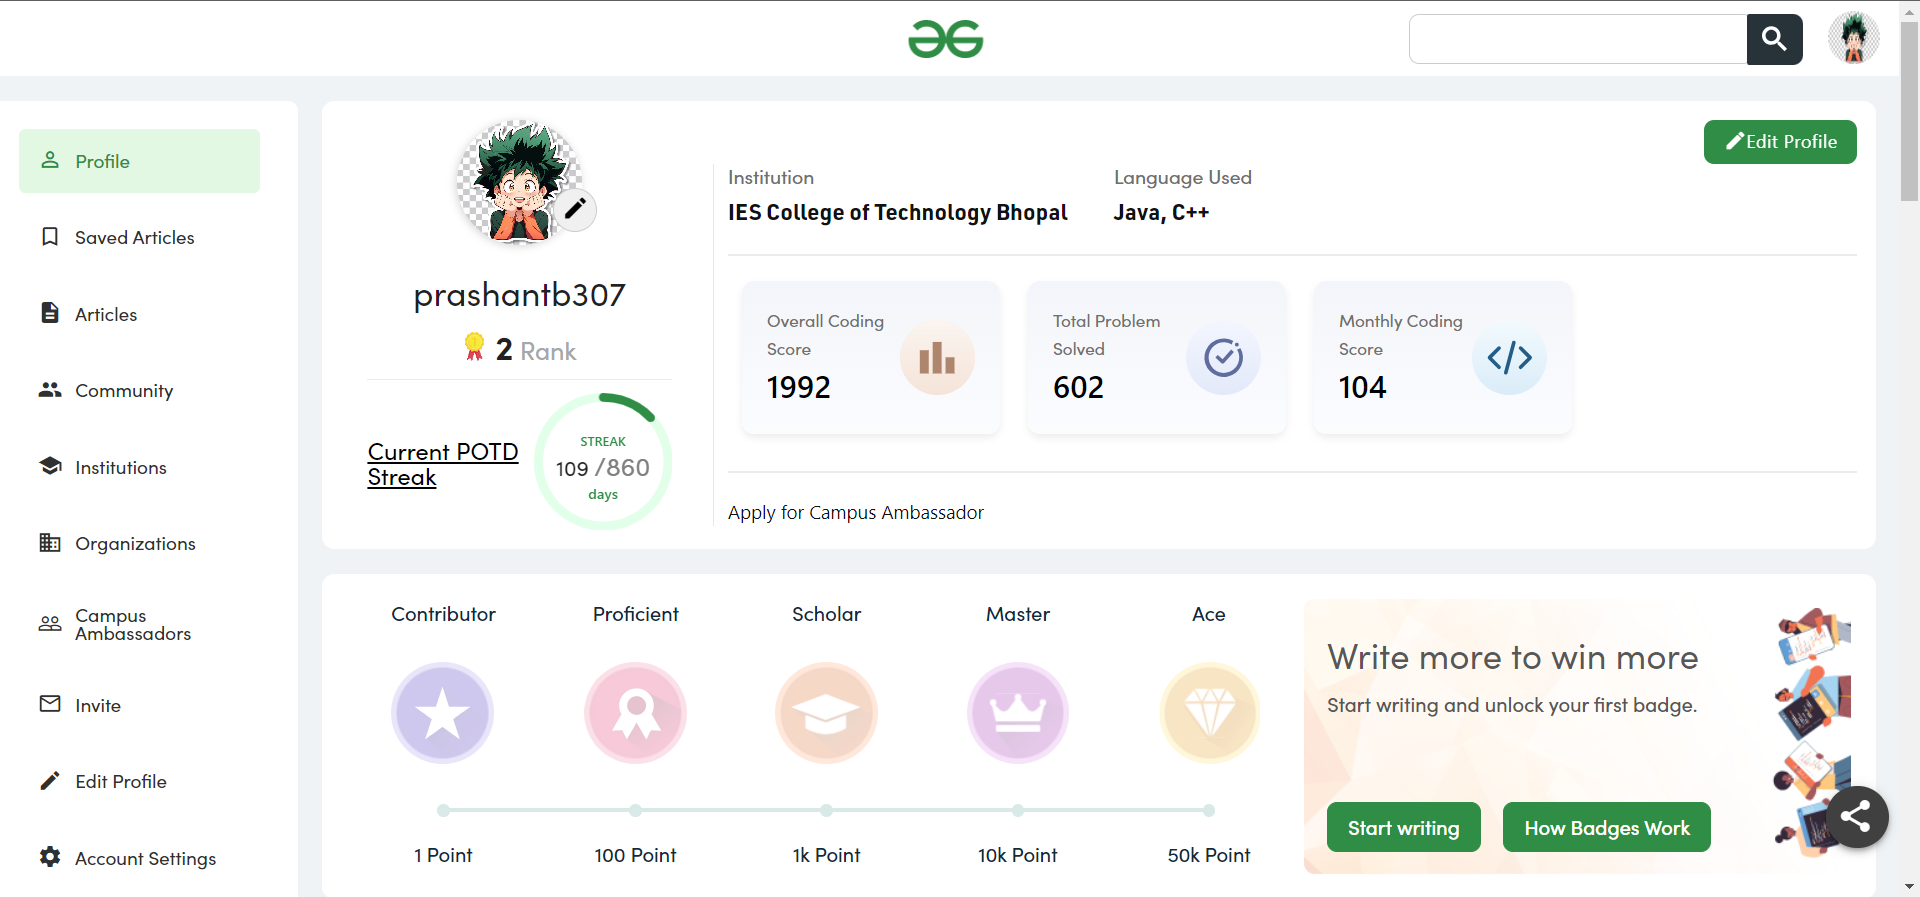 Profile
Saved Articles
Articles
Community
Institutions
Organizations
Campus
Ambassadors
Invite
Edit Profile
Account Settings
prashantb307
2 Rank
Current POTD
Streak
STREAK
109 /860
days
Edit Profile
Institution
IES College of Technology Bhopal
Language Used
Java, C++
Overall Coding
Score
1992
Total Problem
Solved
602
Monthly Coding
Score
104
Apply for Campus Ambassador
Contributor
Proficient
Scholar
Master
Ace
1 Point
100 Point
1k Point
10k Point
50k Point
Write more to win more
Start writing and unlock your first badge.
Start writing
How Badges Work